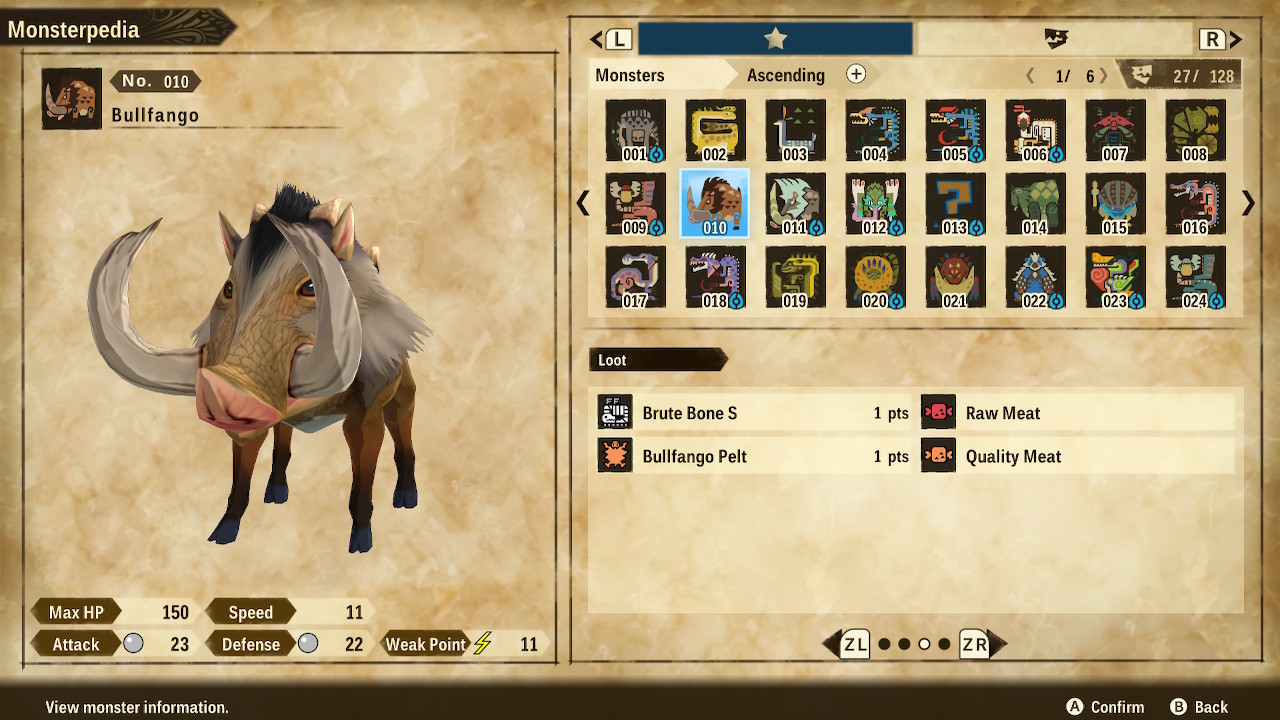 Monsterpedia
No. 010
Bullfango
L
R
Monsters
Ascending
1/ 6
27/ 128
001
002
003
004
005
006
007
008
009
010
011
012
013
014
015
016
017
018
019
020
021
022
023
024
Loot
Brute Bone S 1 pts
Raw Meat
Bullfango Pelt 1 pts
Quality Meat
Max HP 150
Speed 11
Attack 23
Defense 22
Weak Point 11
ZL
ZR
View monster information.
A Confirm
B Back